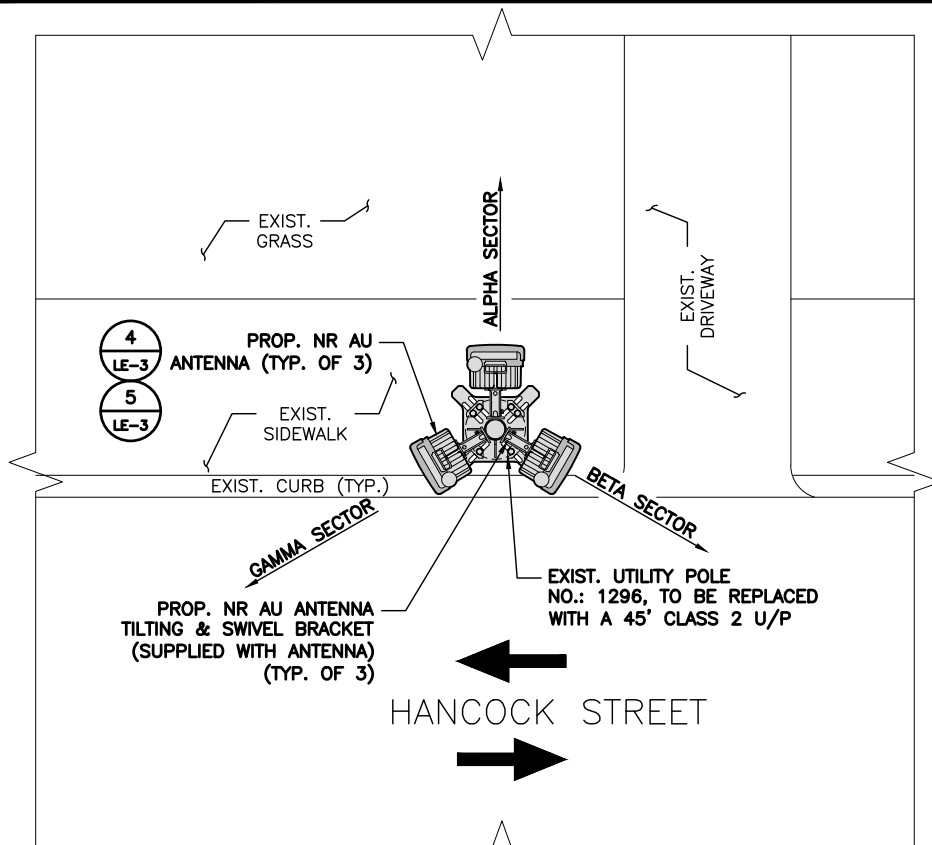 EXIST.
GRASS
ALPHA SECTOR
EXIST.
DRIVEWAY
4
LE-3
PROP. NR AU
ANTENNA (TYP. OF 3)
5
LE-3
EXIST.
SIDEWALK
EXIST. CURB (TYP.)
BETA SECTOR
GAMMA SECTOR
EXIST. UTILITY POLE
NO.: 1296, TO BE REPLACED
WITH A 45' CLASS 2 U/P
PROP. NR AU ANTENNA
TILTING & SWIVEL BRACKET
(SUPPLIED WITH ANTENNA)
(TYP. OF 3)
HANCOCK STREET